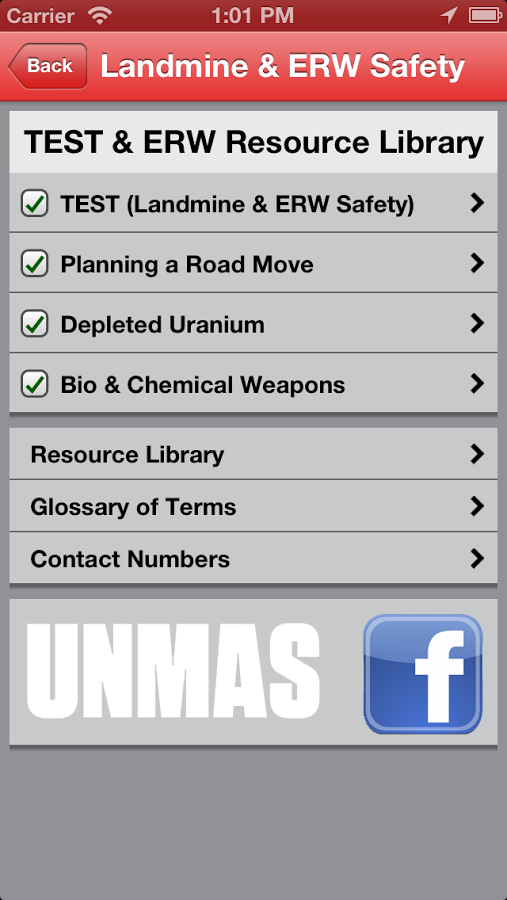 Carrier 1:01 PM
Back Landmine & ERW Safety
TEST & ERW Resource Library
TEST (Landmine & ERW Safety)
Planning a Road Move
Depleted Uranium
Bio & Chemical Weapons
Resource Library
Glossary of Terms
Contact Numbers
UNMAS f